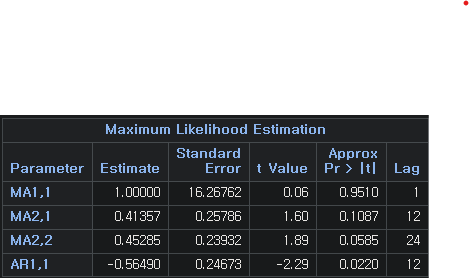 Maximum Likelihood Estimation
Parameter Estimate Standard Error t Value Approx Pr > |t| Lag
MA1,1 1.00000 16.26762 0.06 0.9510 1
MA2,1 0.41357 0.25786 1.60 0.1087 12
MA2,2 0.45285 0.23932 1.89 0.0585 24
AR1,1 -0.56490 0.24673 -2.29 0.0220 12